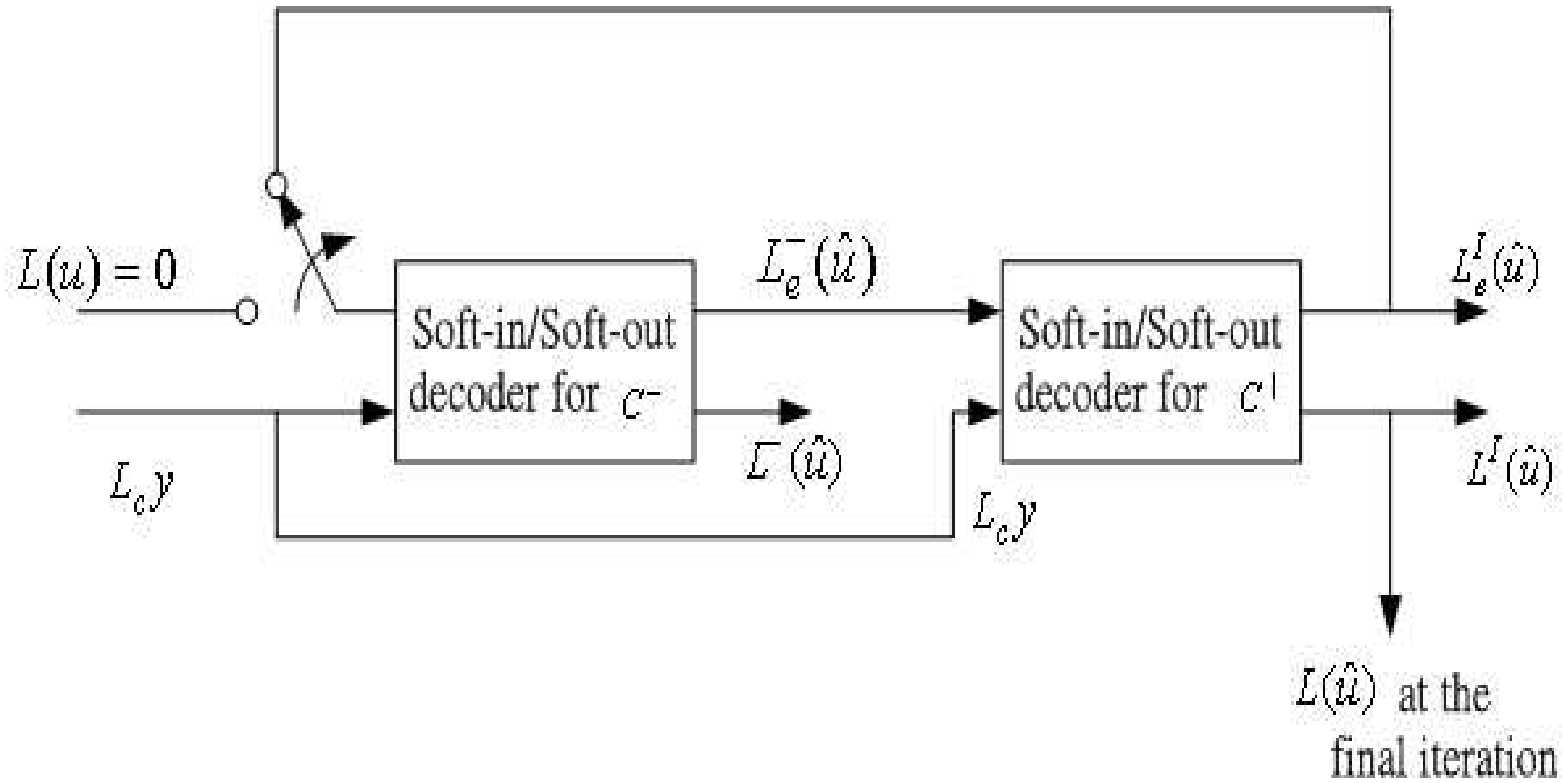 L(u) = 0
L_c y
Soft-in/Soft-out
decoder for C^-
L_e^-(û)
L^-(û)
L_c y
Soft-in/Soft-out
decoder for C^|
L_e^I(û)
L^I(û)
L(û) at the
final iteration